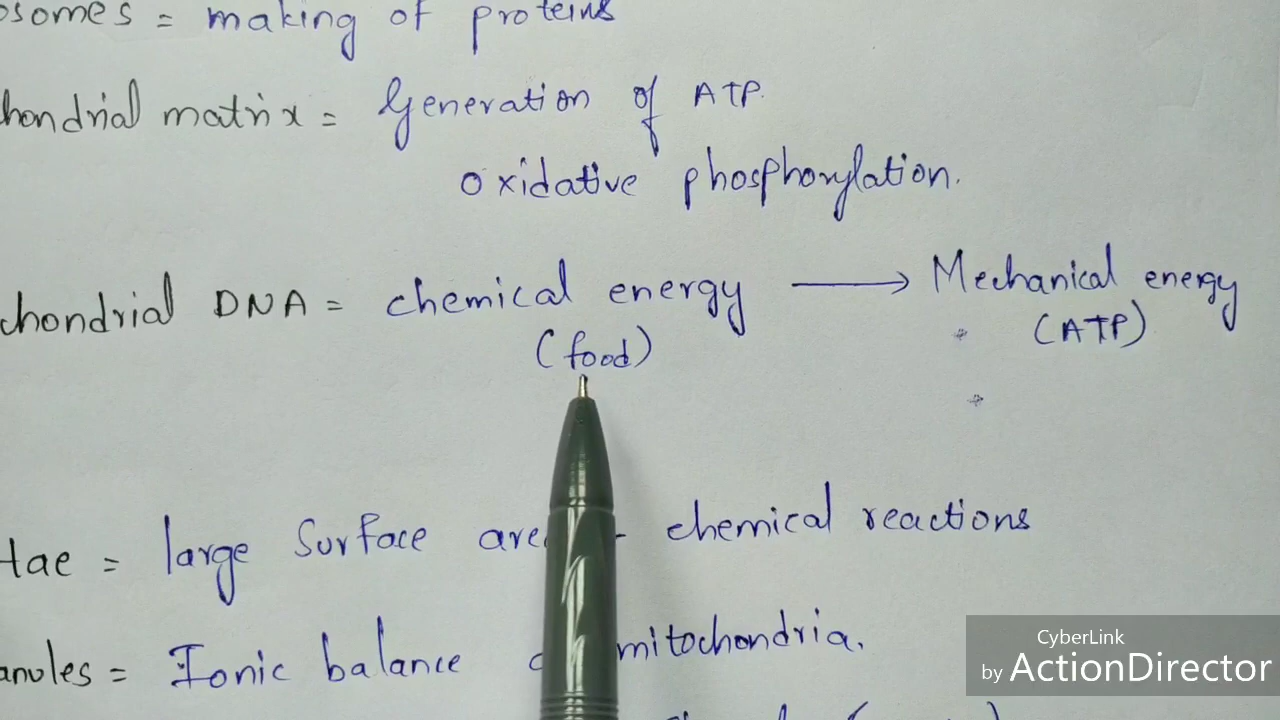 osomes = making of proteins
hondrial matrix = Generation of ATP.
oxidative phosphorylation.
chondrial DNA = chemical energy → Mechanical energy
(food) (ATP)
tae = large surface chemical reactions
anules = Ionic balance mitochondria.
CyberLink
by ActionDirector